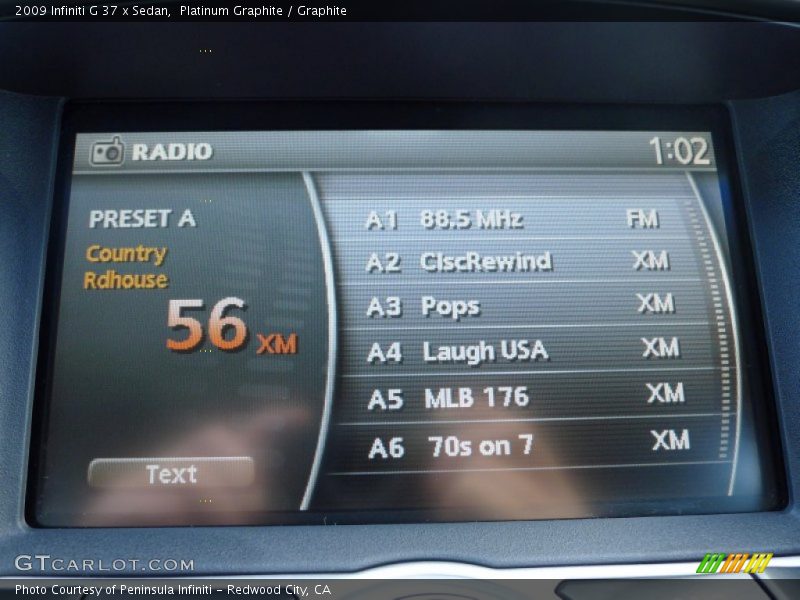 2009 Infiniti G 37 x Sedan,  Platinum Graphite / Graphite
RADIO
1:02
PRESET A
Country
Rdhouse
56 XM
Text
A1 88.5 MHz FM
A2 ClscRewind XM
A3 Pops XM
A4 Laugh USA XM
A5 MLB 176 XM
A6 70s on 7 XM
GTCARLOT.COM
Photo Courtesy of Peninsula Infiniti - Redwood City, CA